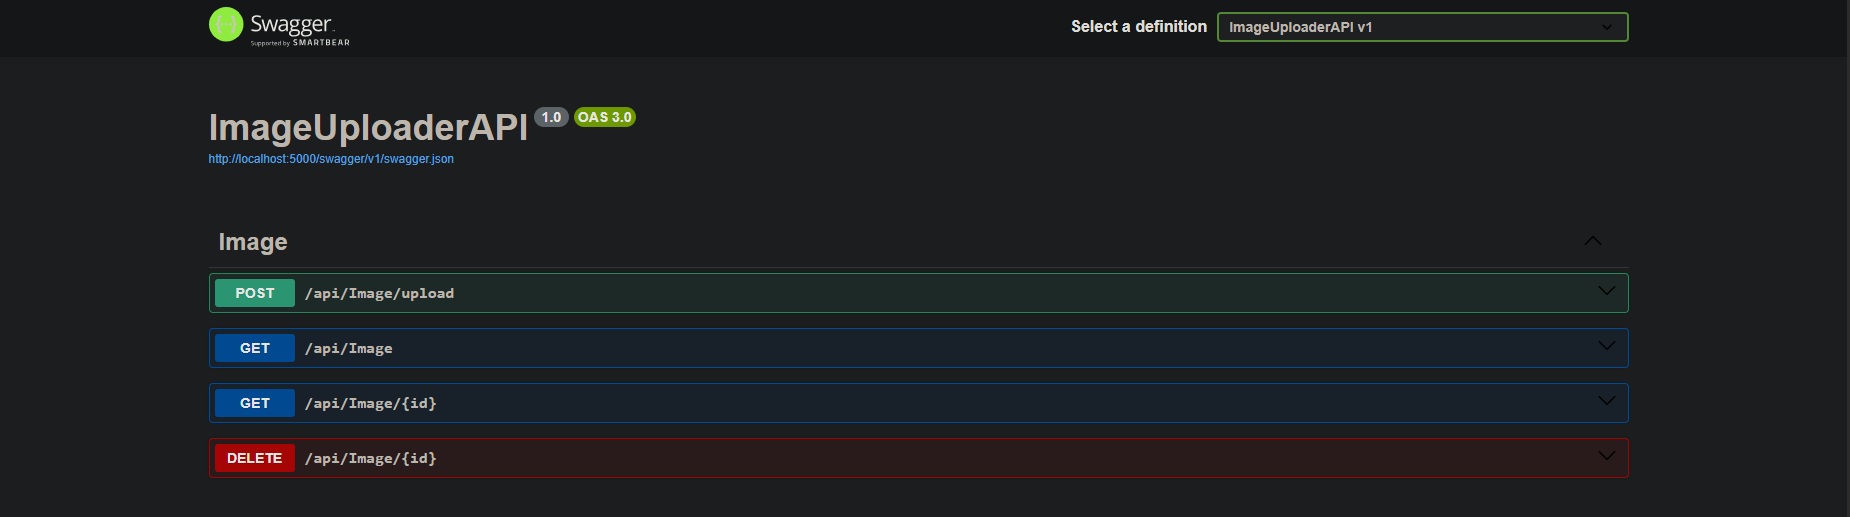 {...} Swagger
Supported by SMARTBEAR
Select a definition
ImageUploaderAPI v1
ImageUploaderAPI 1.0 OAS 3.0
http://localhost:5000/swagger/v1/swagger.json
Image
POST /api/Image/upload
GET /api/Image
GET /api/Image/{id}
DELETE /api/Image/{id}